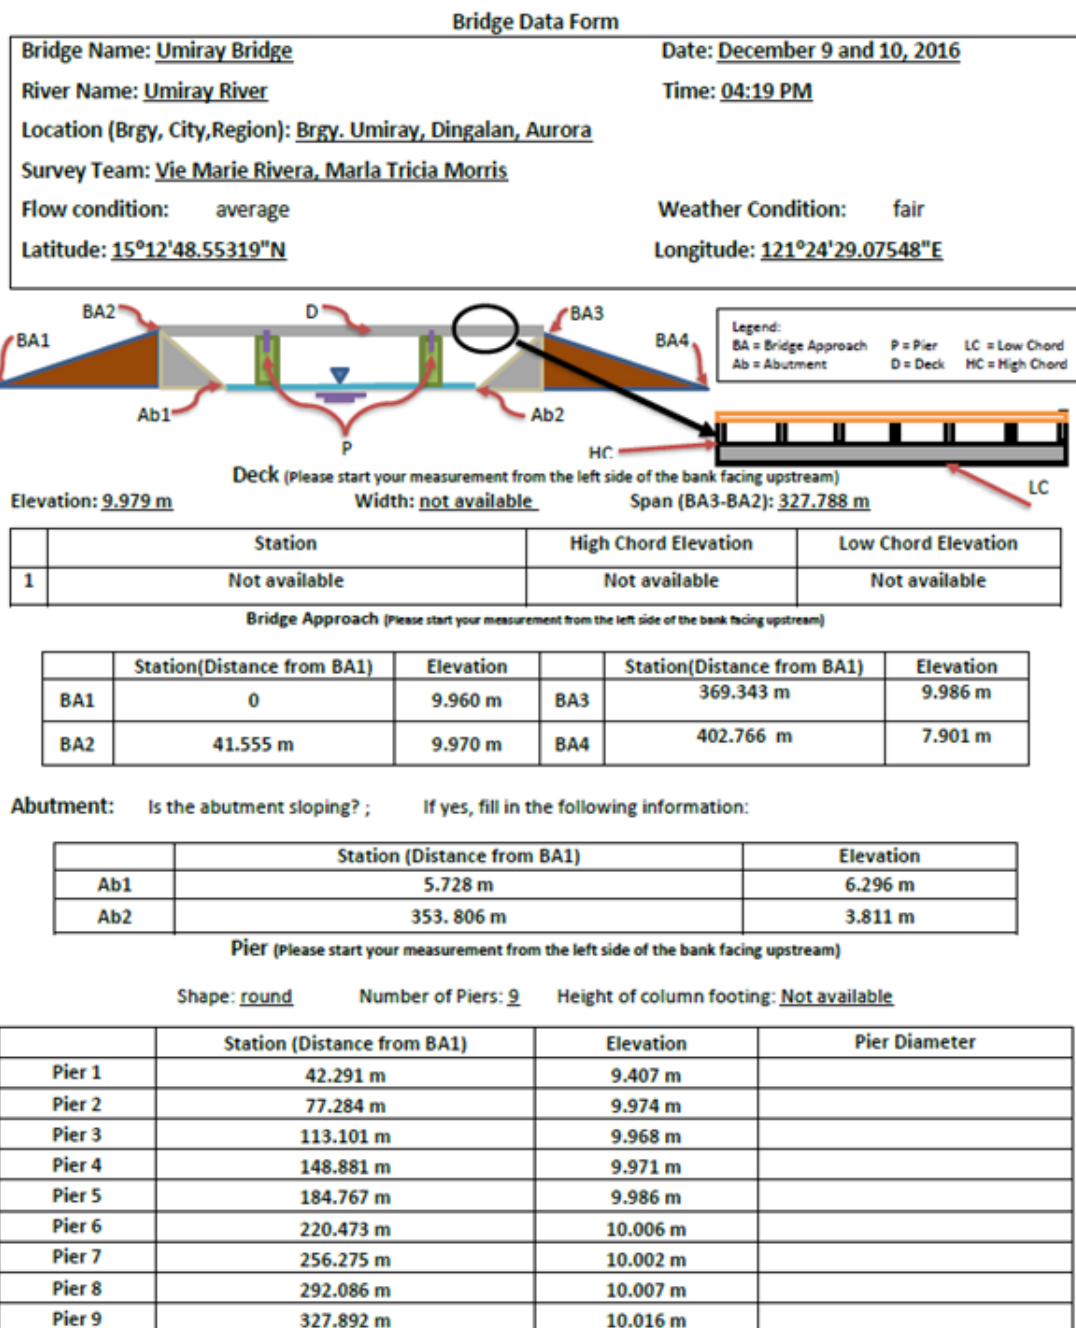 Bridge Data Form
Bridge Name: Umiray Bridge Date: December 9 and 10, 2016
River Name: Umiray River Time: 04:19 PM
Location (Brgy, City,Region): Brgy. Umiray, Dingalan, Aurora
Survey Team: Vie Marie Rivera, Marla Tricia Morris
Flow condition: average Weather Condition: fair
Latitude: 15º12'48.55319"N Longitude: 121º24'29.07548"E
BA2 D BA3
BA1 BA4
Legend:
BA = Bridge Approach P = Pier LC = Low Chord
Ab = Abutment D = Deck HC = High Chord
Ab1 Ab2
P HC
Deck (Please start your measurement from the left side of the bank facing upstream)
LC
Elevation: 9.979 m Width: not available Span (BA3-BA2): 327.788 m
Station High Chord Elevation Low Chord Elevation
1 Not available Not available Not available
Bridge Approach (Please start your measurement from the left side of the bank facing upstream)
Station(Distance from BA1) Elevation Station(Distance from BA1) Elevation
BA1 0 9.960 m BA3 369.343 m 9.986 m
BA2 41.555 m 9.970 m BA4 402.766 m 7.901 m
Abutment: Is the abutment sloping? ; If yes, fill in the following information:
Station (Distance from BA1) Elevation
Ab1 5.728 m 6.296 m
Ab2 353. 806 m 3.811 m
Pier (Please start your measurement from the left side of the bank facing upstream)
Shape: round Number of Piers: 9 Height of column footing: Not available
Station (Distance from BA1) Elevation Pier Diameter
Pier 1 42.291 m 9.407 m
Pier 2 77.284 m 9.974 m
Pier 3 113.101 m 9.968 m
Pier 4 148.881 m 9.971 m
Pier 5 184.767 m 9.986 m
Pier 6 220.473 m 10.006 m
Pier 7 256.275 m 10.002 m
Pier 8 292.086 m 10.007 m
Pier 9 327.892 m 10.016 m